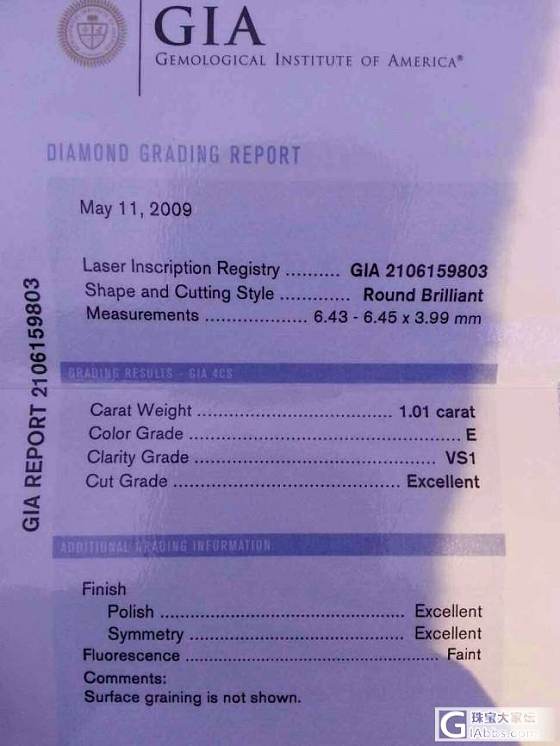 GIA
GEMOLOGICAL INSTITUTE OF AMERICA®
DIAMOND GRADING REPORT
May 11, 2009
Laser Inscription Registry .......... GIA 2106159803
Shape and Cutting Style ............. Round Brilliant
Measurements ................... 6.43 - 6.45 x 3.99 mm
GIA REPORT 2106159803
GRADING RESULTS - GIA 4CS
Carat Weight .................................... 1.01 carat
Color Grade .................................................. E
Clarity Grade ............................................. VS1
Cut Grade .......................................... Excellent
ADDITIONAL GRADING INFORMATION
Finish
Polish ............................................. Excellent
Symmetry ........................................ Excellent
Fluorescence ................................................ Faint
Comments:
Surface graining is not shown.
G 珠宝大家坛
GIAbbs.com